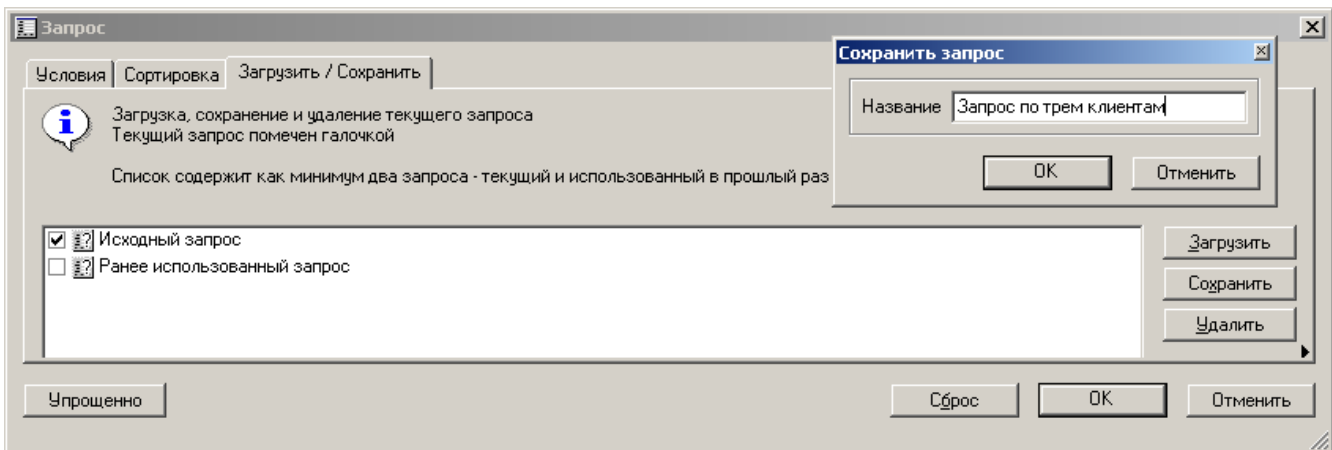 Запрос
Условия
Сортировка
Загрузить / Сохранить
Загрузка, сохранение и удаление текущего запроса
Текущий запрос помечен галочкой
Список содержит как минимум два запроса - текущий и использованный в прошлый раз
Сохранить запрос
Название
Запрос по трем клиентам
OK
Отменить
Исходный запрос
Ранее использованный запрос
Загрузить
Сохранить
Удалить
Упрощенно
Сброс
OK
Отменить